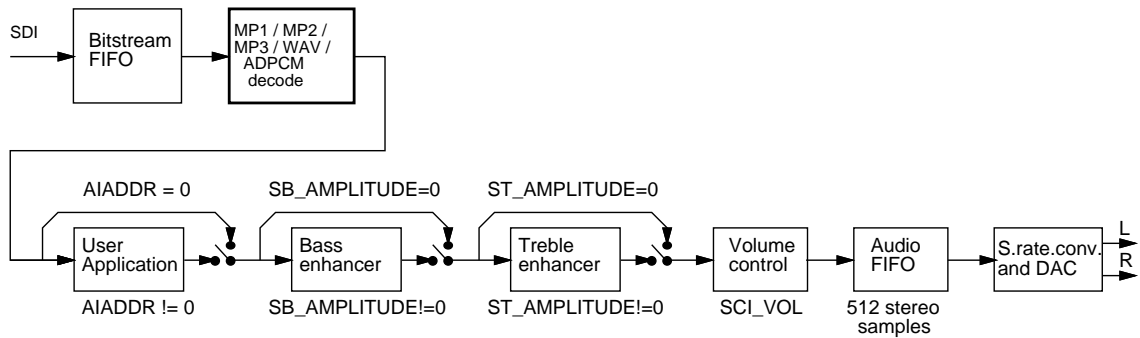 SDI
Bitstream
FIFO
MP1 / MP2 /
MP3 / WAV /
ADPCM
decode
AIADDR = 0
SB_AMPLITUDE=0
ST_AMPLITUDE=0
User
Application
Bass
enhancer
Treble
enhancer
Volume
control
Audio
FIFO
S.rate.conv.
and DAC
L
R
AIADDR != 0
SB_AMPLITUDE!=0
ST_AMPLITUDE!=0
SCI_VOL
512 stereo
samples